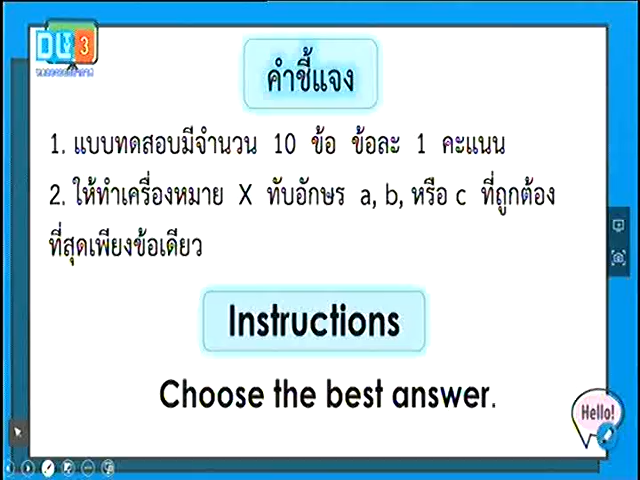 DL 3
คำชี้แจง
1. แบบทดสอบมีจำนวน 10 ข้อ ข้อละ 1 คะแนน
2. ให้ทำเครื่องหมาย X ทับอักษร a, b, หรือ c ที่ถูกต้อง
ที่สุดเพียงข้อเดียว
Instructions
Choose the best answer.
Hello!